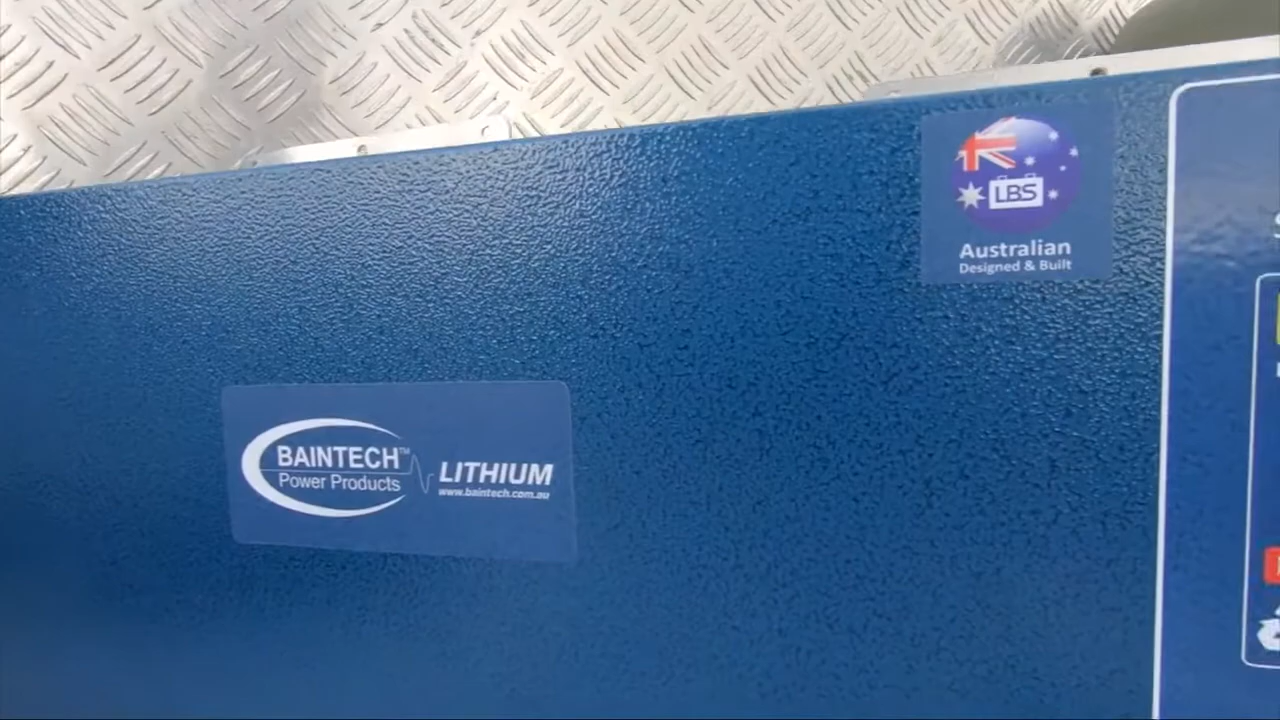 LBS
Australian
Designed & Built
BAINTECH™
Power Products
LITHIUM
www.baintech.com.au